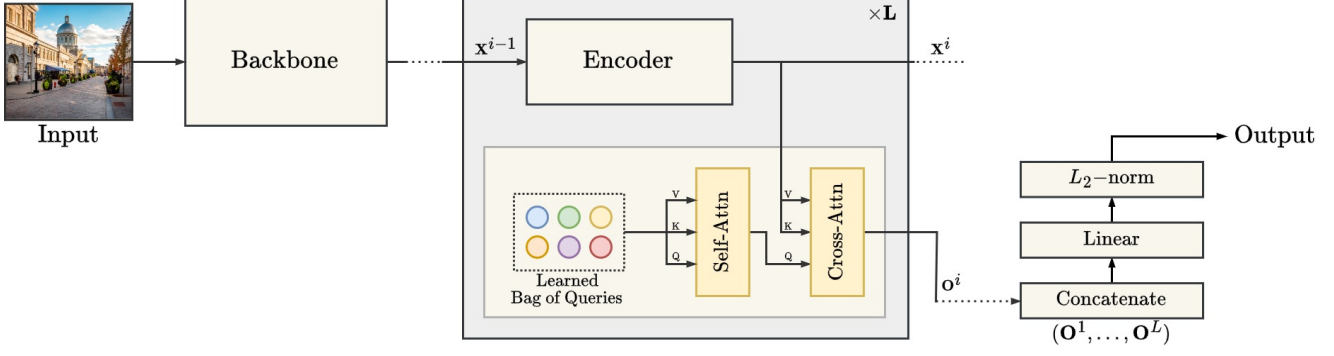 Input
Backbone
x^{i−1}
Encoder
×L
x^i
V
K
Q
Self-Attn
V
K
Q
Cross-Attn
Learned
Bag of Queries
O^i
Output
L_2−norm
Linear
Concatenate
(O^1,…,O^L)